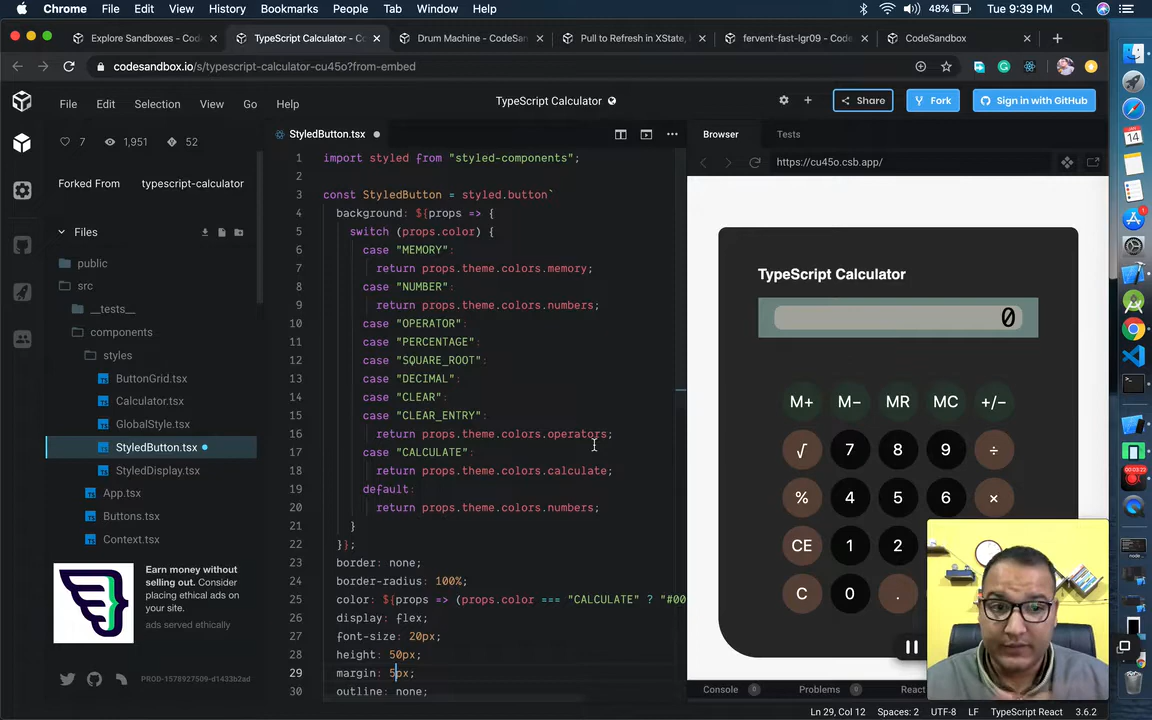 Chrome File Edit View History Bookmarks People Tab Window Help 48% Tue 9:39 PM
Explore Sandboxes - Co TypeScript Calculator - C Drum Machine - CodeSan Pull to Refresh in XState, fervent-fast-lgr09 - Code CodeSandbox
codesandbox.io/s/typescript-calculator-cu45o?from-embed
File Edit Selection View Go Help TypeScript Calculator Share Fork Sign in with GitHub
7 1,951 52
Forked From typescript-calculator
Files
public
src
__tests__
components
styles
ButtonGrid.tsx
Calculator.tsx
GlobalStyle.tsx
StyledButton.tsx
StyledDisplay.tsx
App.tsx
Buttons.tsx
Context.tsx
Earn money without
selling out. Consider
placing ethical ads on
your site.
ads served ethically
PROD-1578927509-d1433b2ad
StyledButton.tsx
1 import styled from "styled-components";
2
3 const StyledButton = styled.button`
4 background: ${props => {
5 switch (props.color) {
6 case "MEMORY":
7 return props.theme.colors.memory;
8 case "NUMBER":
9 return props.theme.colors.numbers;
10 case "OPERATOR":
11 case "PERCENTAGE":
12 case "SQUARE_ROOT":
13 case "DECIMAL":
14 case "CLEAR":
15 case "CLEAR_ENTRY":
16 return props.theme.colors.operators;
17 case "CALCULATE":
18 return props.theme.colors.calculate;
19 default:
20 return props.theme.colors.numbers;
21 }
22 }};
23 border: none;
24 border-radius: 100%;
25 color: ${props => (props.color === "CALCULATE" ? "#00
26 display: flex;
27 font-size: 20px;
28 height: 50px;
29 margin: 5px;
30 outline: none;
Browser Tests
https://cu45o.csb.app/
TypeScript Calculator
0
M+ M− MR MC +/−
√ 7 8 9 ÷
% 4 5 6 ×
CE 1 2
C 0 .
Console 0 Problems 0 React
Ln 29, Col 12 Spaces: 2 UTF-8 LF TypeScript React 3.6.2